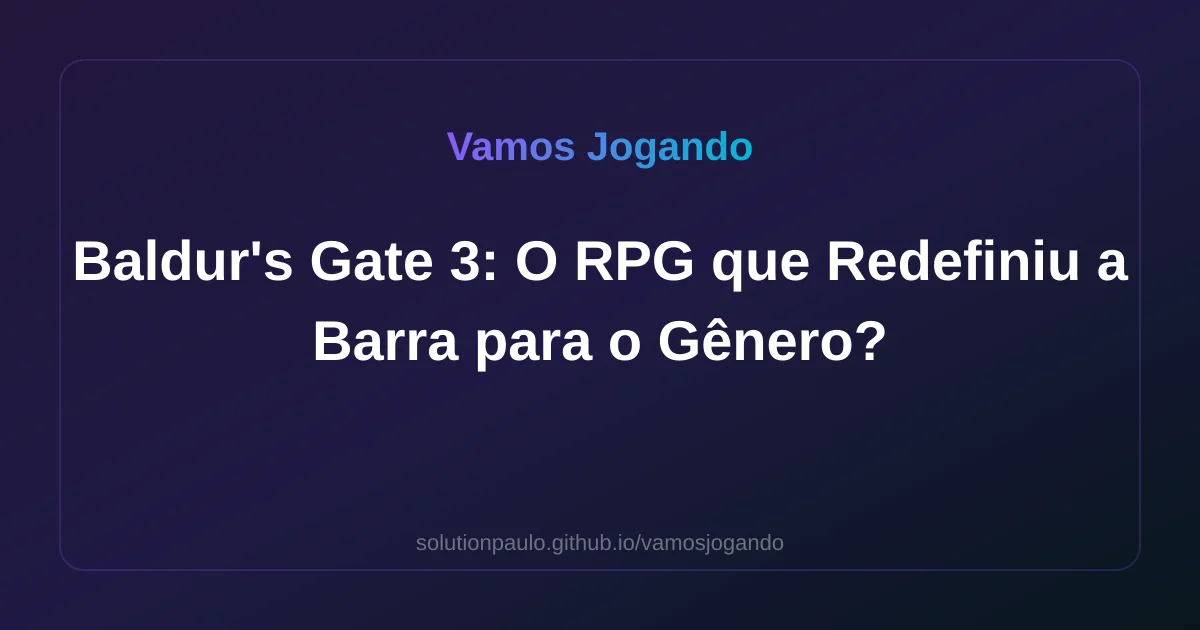 Vamos Jogando
Baldur's Gate 3: O RPG que Redefiniu a
Barra para o Gênero?
solutionpaulo.github.io/vamosjogando